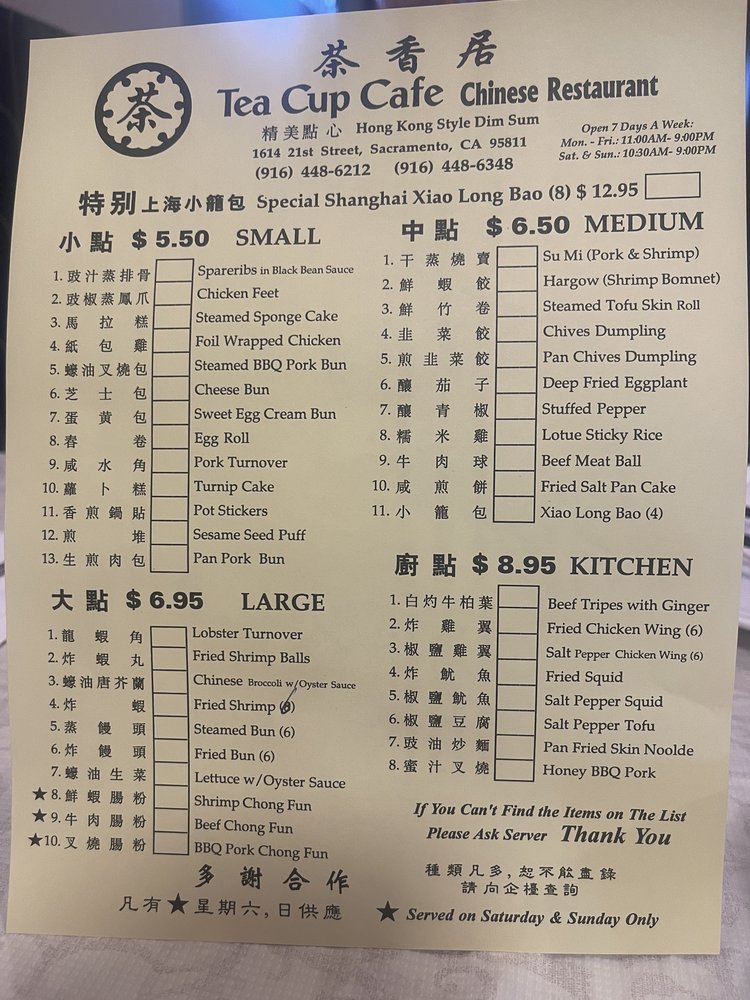 茶香居
茶
Tea Cup Cafe Chinese Restaurant
精美點心 Hong Kong Style Dim Sum
1614 21st Street, Sacramento, CA 95811
(916) 448-6212 (916) 448-6348
Open 7 Days A Week:
Mon. - Fri.: 11:00AM- 9:00PM
Sat. & Sun.: 10:30AM- 9:00PM
特别 上海小籠包 Special Shanghai Xiao Long Bao (8) $ 12.95
小點 $ 5.50 SMALL
1. 豉汁蒸排骨 Spareribs in Black Bean Sauce
2. 豉椒蒸鳳爪 Chicken Feet
3. 馬拉糕 Steamed Sponge Cake
4. 紙包雞 Foil Wrapped Chicken
5. 蠔油叉燒包 Steamed BBQ Pork Bun
6. 芝士包 Cheese Bun
7. 蛋黄包 Sweet Egg Cream Bun
8. 春卷 Egg Roll
9. 咸水角 Pork Turnover
10. 蘿卜糕 Turnip Cake
11. 香煎鍋貼 Pot Stickers
12. 煎堆 Sesame Seed Puff
13. 生煎肉包 Pan Pork Bun
大點 $ 6.95 LARGE
1. 龍蝦角 Lobster Turnover
2. 炸蝦丸 Fried Shrimp Balls
3. 蠔油唐芥蘭 Chinese Broccoli w/Oyster Sauce
4. 炸蝦 Fried Shrimp
5. 蒸饅頭 Steamed Bun (6)
6. 炸饅頭 Fried Bun (6)
7. 蠔油生菜 Lettuce w/Oyster Sauce
★ 8. 鮮蝦腸粉 Shrimp Chong Fun
★ 9. 牛肉腸粉 Beef Chong Fun
★ 10. 叉燒腸粉 BBQ Pork Chong Fun
多謝合作
凡有★星期六,日供應
中點 $ 6.50 MEDIUM
1. 干蒸燒賣 Su Mi (Pork & Shrimp)
2. 鮮蝦餃 Hargow (Shrimp Bomnet)
3. 鮮竹卷 Steamed Tofu Skin Roll
4. 韭菜餃 Chives Dumpling
5. 煎韭菜餃 Pan Chives Dumpling
6. 釀茄子 Deep Fried Eggplant
7. 釀青椒 Stuffed Pepper
8. 糯米雞 Lotue Sticky Rice
9. 牛肉球 Beef Meat Ball
10. 咸煎餅 Fried Salt Pan Cake
11. 小籠包 Xiao Long Bao (4)
廚點 $ 8.95 KITCHEN
1. 白灼牛柏葉 Beef Tripes with Ginger
2. 炸雞翼 Fried Chicken Wing (6)
3. 椒鹽雞翼 Salt Pepper Chicken Wing (6)
4. 炸魷魚 Fried Squid
5. 椒鹽魷魚 Salt Pepper Squid
6. 椒鹽豆腐 Salt Pepper Tofu
7. 豉油炒麵 Pan Fried Skin Noolde
8. 蜜汁叉燒 Honey BBQ Pork
If You Can't Find the Items on The List
Please Ask Server Thank You
種類凡多,恕不能盡錄
請向企檯查詢
★ Served on Saturday & Sunday Only